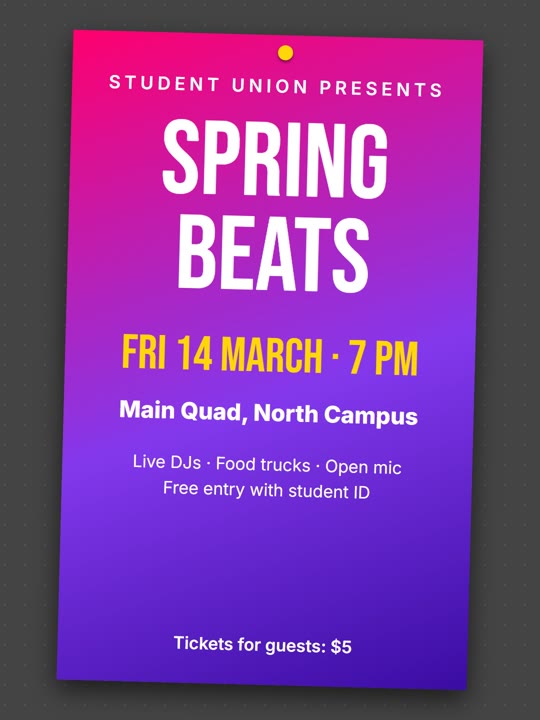 STUDENT UNION PRESENTS
SPRING
BEATS
FRI 14 MARCH · 7 PM
Main Quad, North Campus
Live DJs · Food trucks · Open mic
Free entry with student ID
Tickets for guests: $5